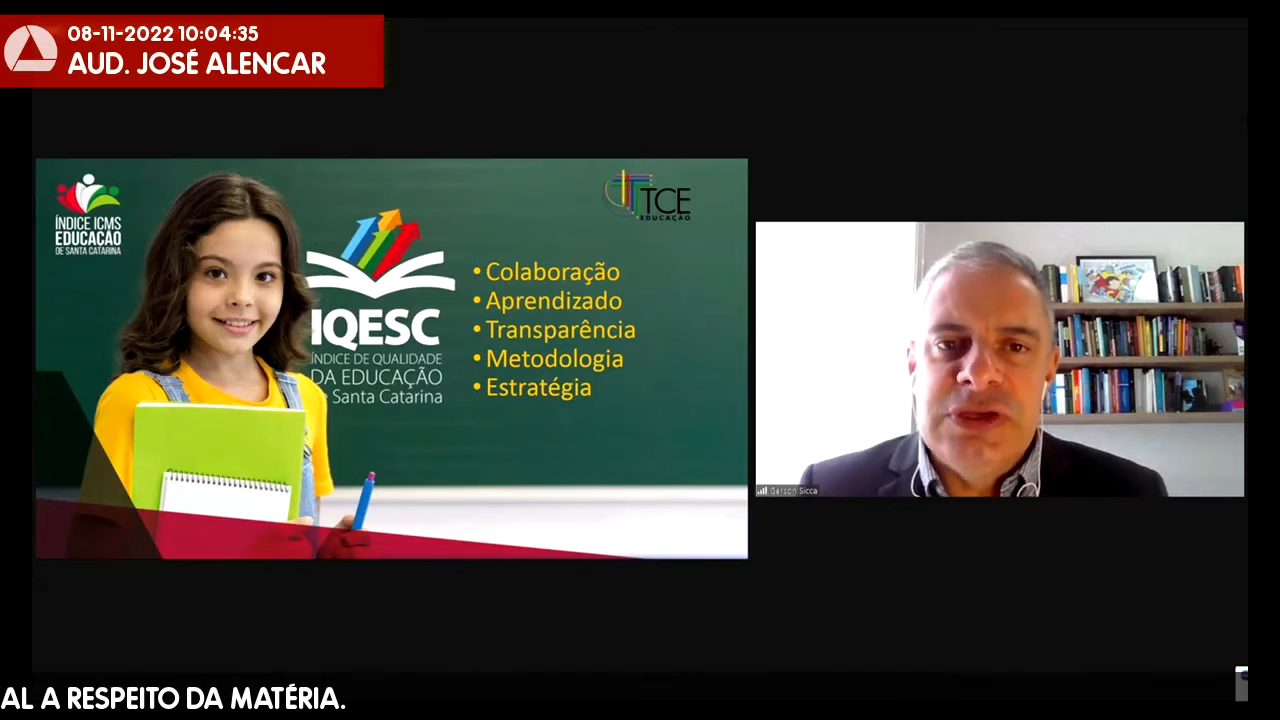 08-11-2022 10:04:35
AUD. JOSÉ ALENCAR
ÍNDICE ICMS
EDUCAÇÃO
DE SANTA CATARINA
TCE
EDUCAÇÃO
IQESC
ÍNDICE DE QUALIDADE
DA EDUCAÇÃO
e Santa Catarina
• Colaboração
• Aprendizado
• Transparência
• Metodologia
• Estratégia
Gerson Sicca
AL A RESPEITO DA MATÉRIA.